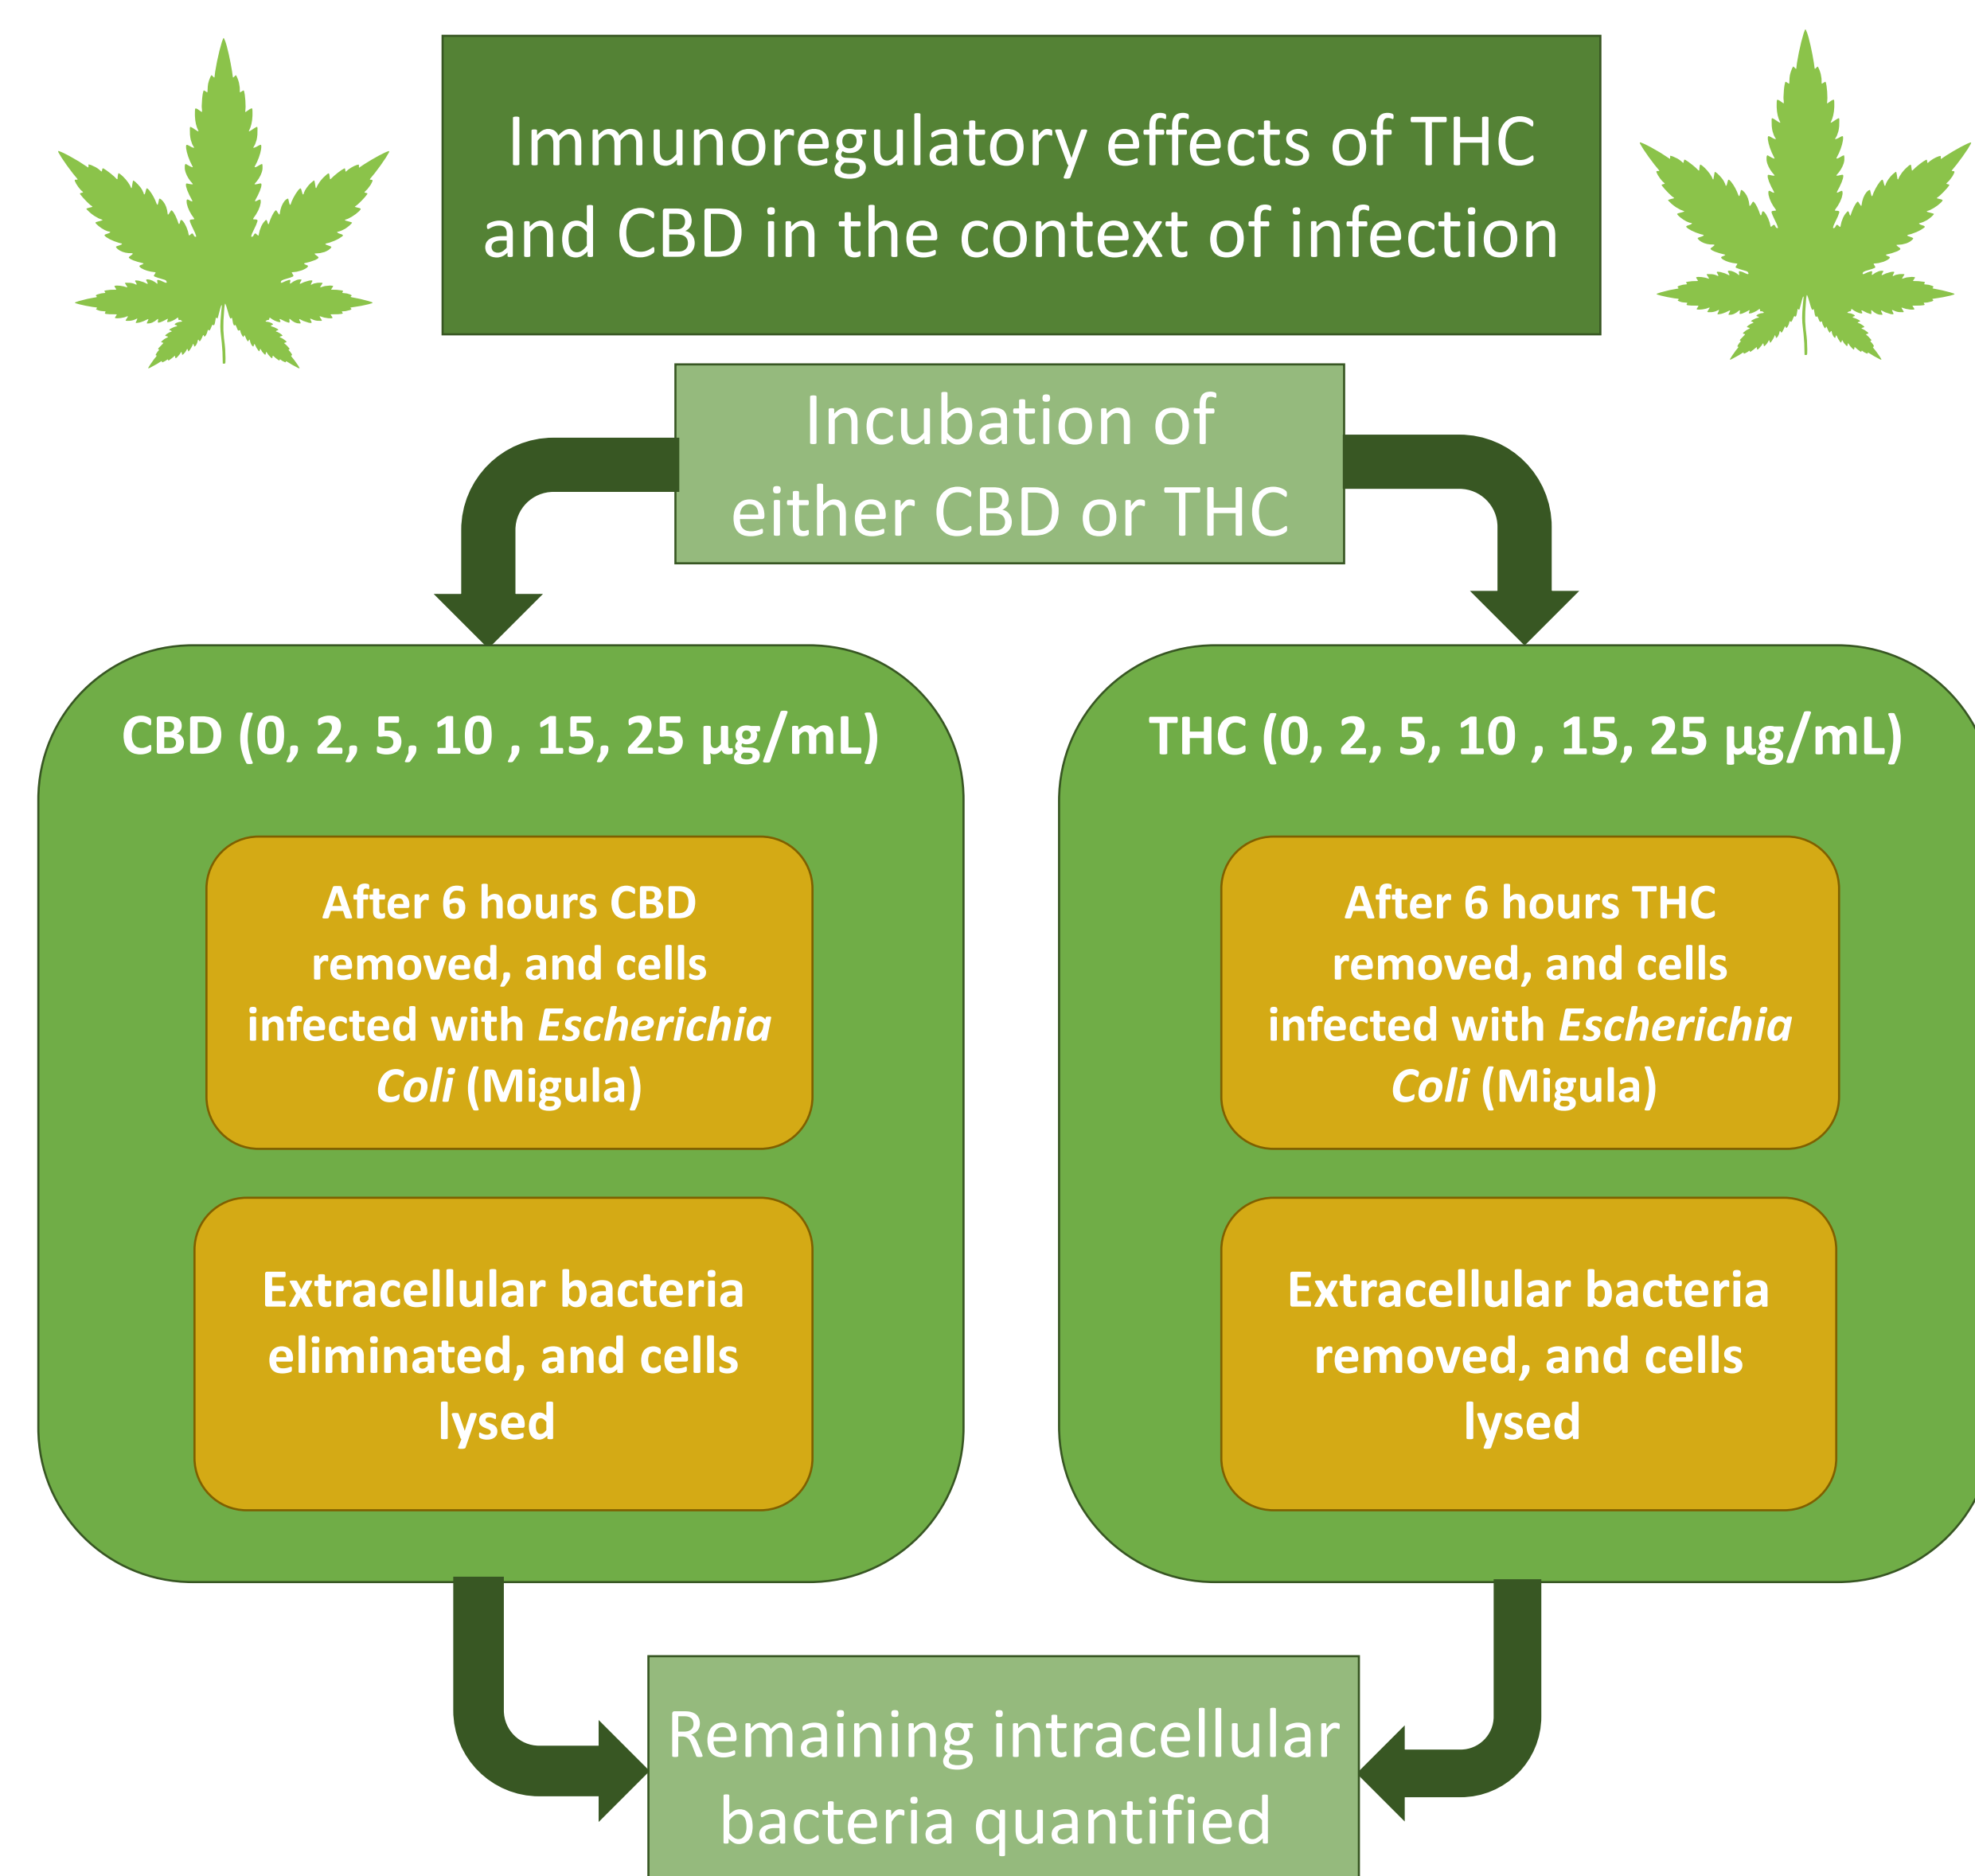 Immunoregulatory effects of THC
and CBD in the context of infection
Incubation of
either CBD or THC
CBD (0, 2, 5, 10 , 15, 25 µg/mL)
After 6 hours CBD
removed, and cells
infected with Escherichia
Coli (Migula)
Extracellular bacteria
eliminated, and cells
lysed
THC (0, 2, 5, 10 , 15, 25 µg/mL)
After 6 hours THC
removed, and cells
infected with Escherichia
Coli (Migula)
Extracellular bacteria
removed, and cells
lysed
Remaining intracellular
bacteria quantified